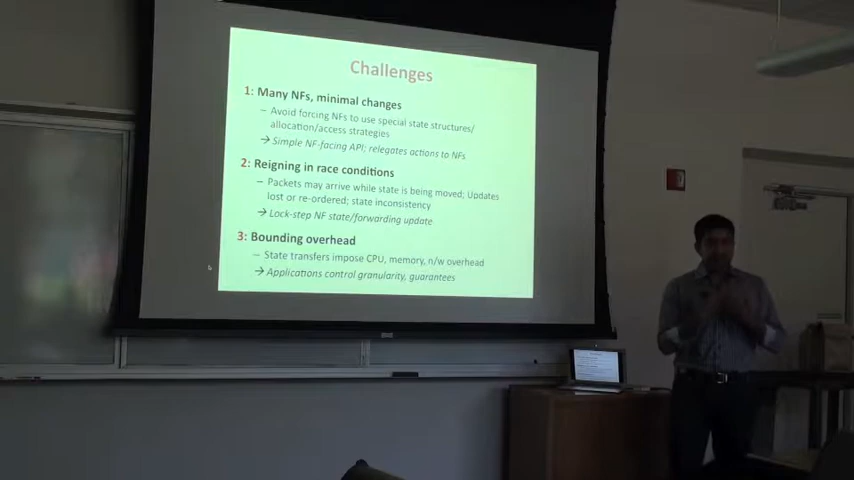 Challenges
1: Many NFs, minimal changes
– Avoid forcing NFs to use special state structures/
allocation/access strategies
→ Simple NF-facing API; relegates actions to NFs
2: Reigning in race conditions
– Packets may arrive while state is being moved; Updates
lost or re-ordered; state inconsistency
→ Lock-step NF state/forwarding update
3: Bounding overhead
– State transfers impose CPU, memory, n/w overhead
→ Applications control granularity, guarantees